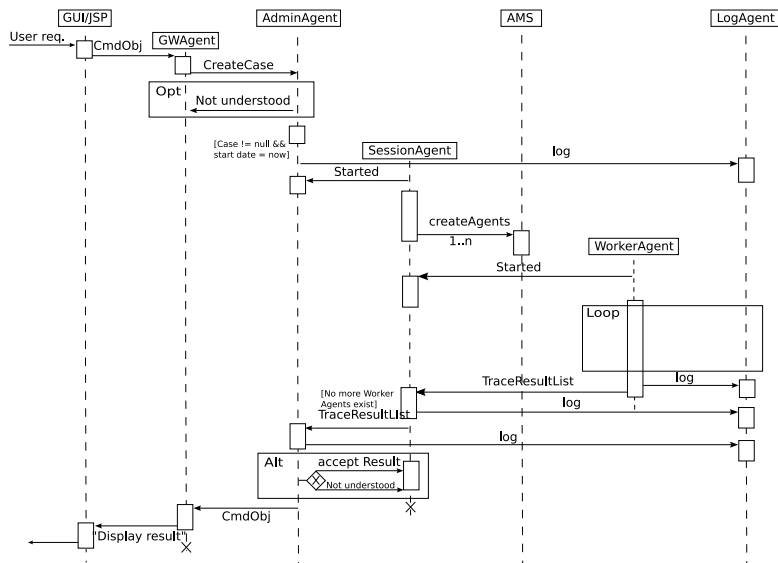 GUI/JSP
AdminAgent
AMS
LogAgent
User req.
CmdObj
GWAgent
CreateCase
Opt
Not understood
[Case != null &&
start date = now]
SessionAgent
log
Started
createAgents
1..n
WorkerAgent
Started
Loop
TraceResultList
log
[No more Worker
Agents exist]
TraceResultList
log
log
Alt
accept Result
Not understood
CmdObj
"Display result"